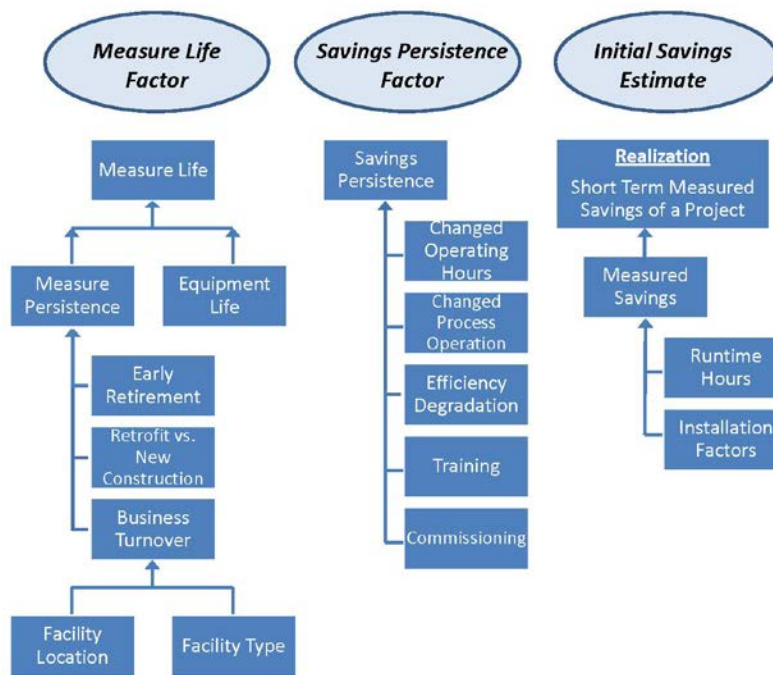 Measure Life
Factor
Savings Persistence
Factor
Initial Savings
Estimate
Measure Life
Measure
Persistence
Equipment
Life
Early
Retirement
Retrofit vs.
New
Construction
Business
Turnover
Facility
Location
Facility Type
Savings
Persistence
Changed
Operating
Hours
Changed
Process
Operation
Efficiency
Degradation
Training
Commissioning
Realization
Short Term Measured
Savings of a Project
Measured
Savings
Runtime
Hours
Installation
Factors